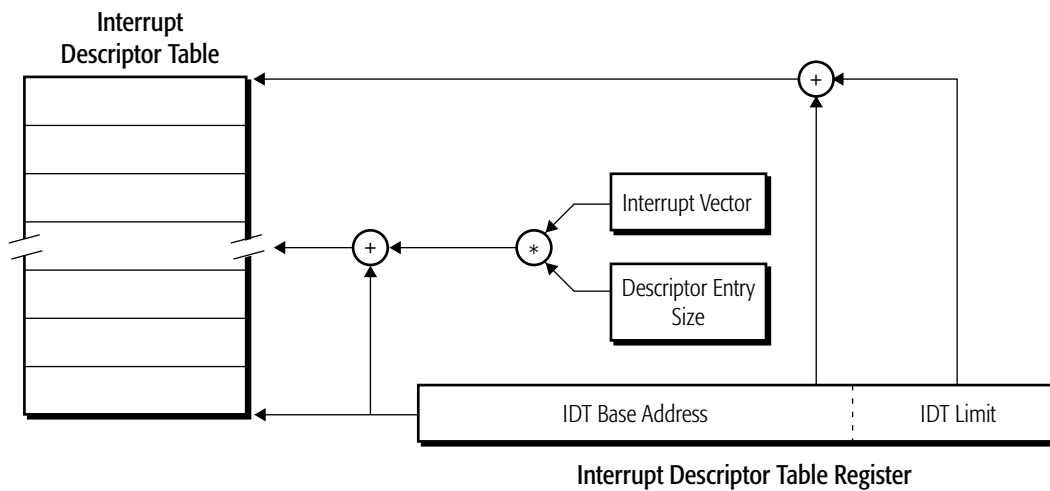 Interrupt
Descriptor Table
+
Interrupt Vector
+
*
Descriptor Entry
Size
IDT Base Address
IDT Limit
Interrupt Descriptor Table Register